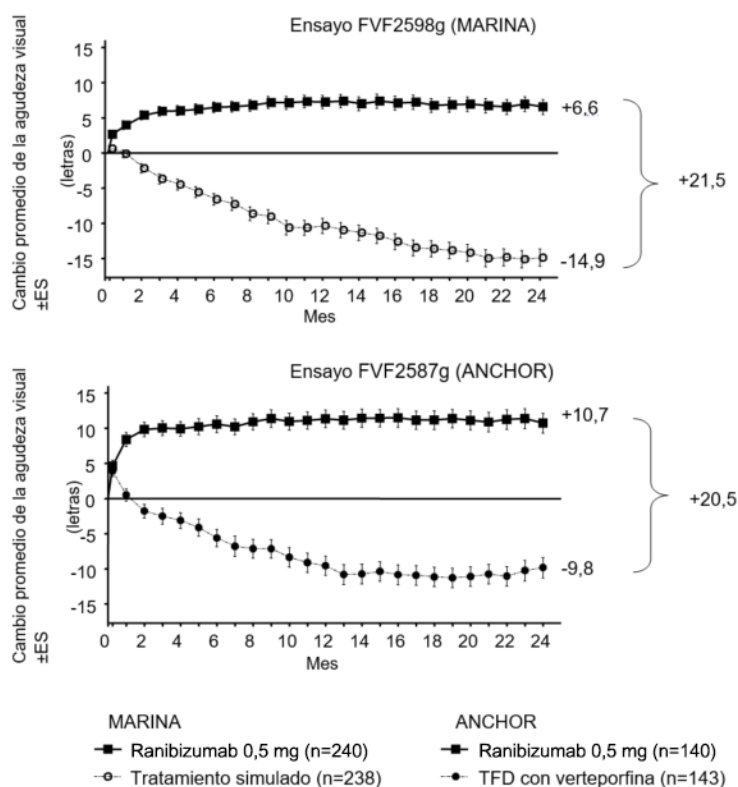 Ensayo FVF2598g (MARINA)
Cambio promedio de la agudeza visual
±ES
(letras)
15
10
5
0
-5
-10
-15
+6,6
+21,5
-14,9
0 2 4 6 8 10 12 14 16 18 20 22 24
Mes
Ensayo FVF2587g (ANCHOR)
Cambio promedio de la agudeza visual
±ES
(letras)
15
10
5
0
-5
-10
-15
+10,7
+20,5
-9,8
0 2 4 6 8 10 12 14 16 18 20 22 24
Mes
MARINA
Ranibizumab 0,5 mg (n=240)
Tratamiento simulado (n=238)
ANCHOR
Ranibizumab 0,5 mg (n=140)
TFD con verteporfina (n=143)